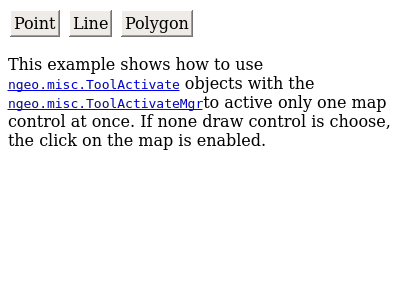 Point Line Polygon
This example shows how to use
ngeo.misc.ToolActivate objects with the
ngeo.misc.ToolActivateMgrto active only one map
control at once. If none draw control is choose,
the click on the map is enabled.